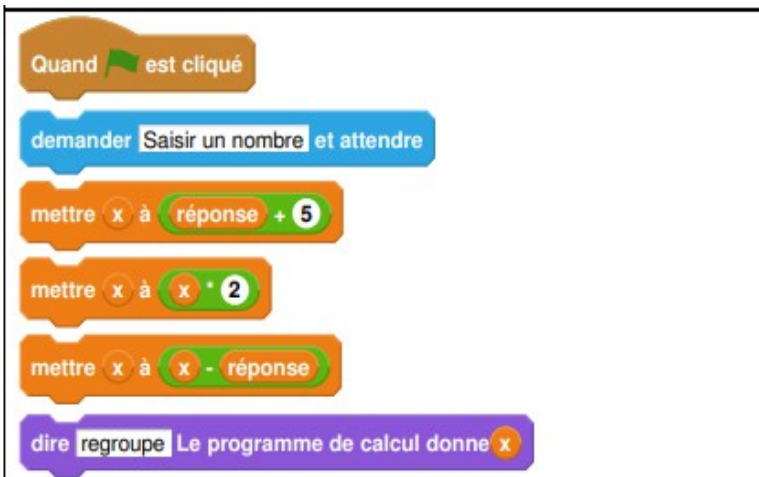 Quand est cliqué
demander Saisir un nombre et attendre
mettre x à réponse + 5
mettre x à x * 2
mettre x à x - réponse
dire regroupe Le programme de calcul donne x